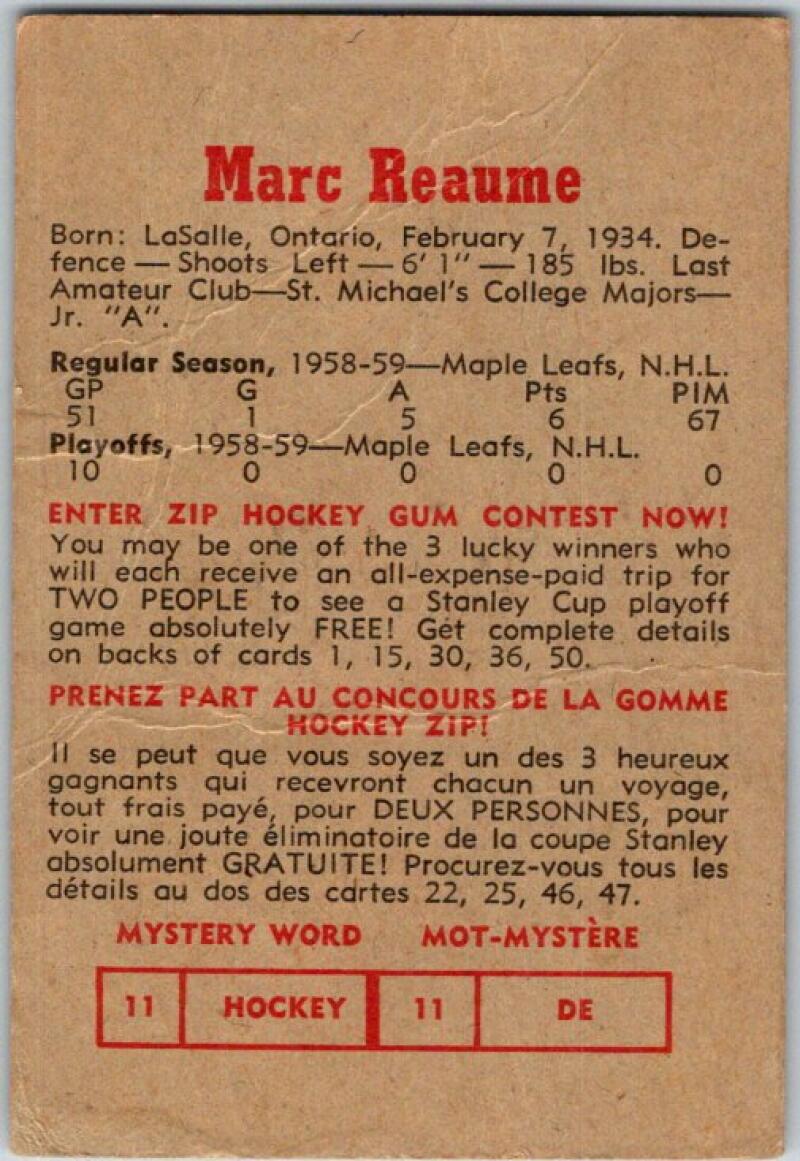 Marc Reaume
Born: LaSalle, Ontario, February 7, 1934. De-
fence — Shoots Left — 6' 1" — 185 lbs. Last
Amateur Club—St. Michael's College Majors—
Jr. "A".
Regular Season, 1958-59—Maple Leafs, N.H.L.
GP G A Pts PIM
51 1 5 6 67
Playoffs, 1958-59—Maple Leafs, N.H.L.
10 0 0 0 0
ENTER ZIP HOCKEY GUM CONTEST NOW!
You may be one of the 3 lucky winners who
will each receive an all-expense-paid trip for
TWO PEOPLE to see a Stanley Cup playoff
game absolutely FREE! Get complete details
on backs of cards 1, 15, 30, 36, 50.
PRENEZ PART AU CONCOURS DE LA GOMME
HOCKEY ZIP!
Il se peut que vous soyez un des 3 heureux
gagnants qui recevront chacun un voyage,
tout frais payé, pour DEUX PERSONNES, pour
voir une joute éliminatoire de la coupe Stanley
absolument GRATUITE! Procurez-vous tous les
détails au dos des cartes 22, 25, 46, 47.
MYSTERY WORD MOT-MYSTÈRE
11 HOCKEY 11 DE